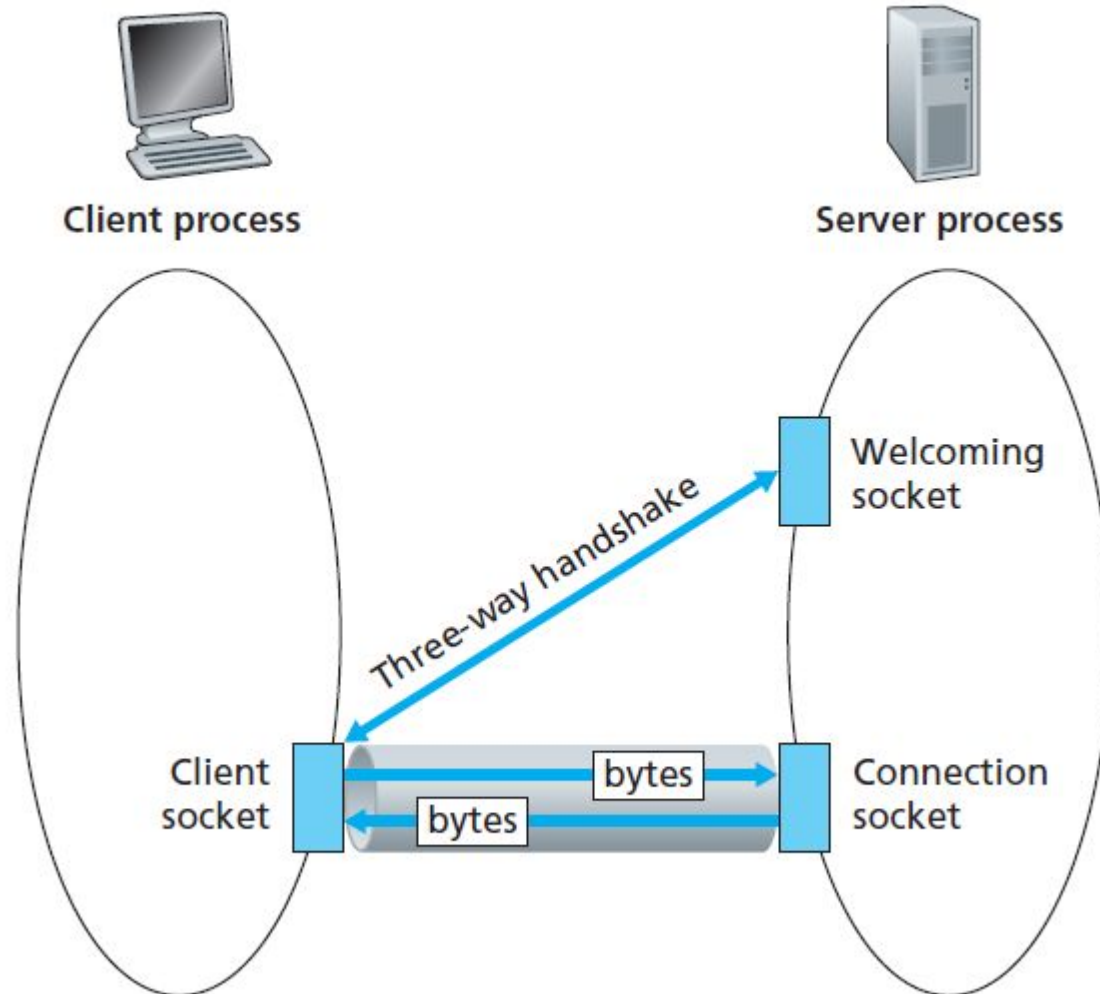 Client process
Server process
Welcoming
socket
Three-way handshake
Client
socket
bytes
bytes
Connection
socket